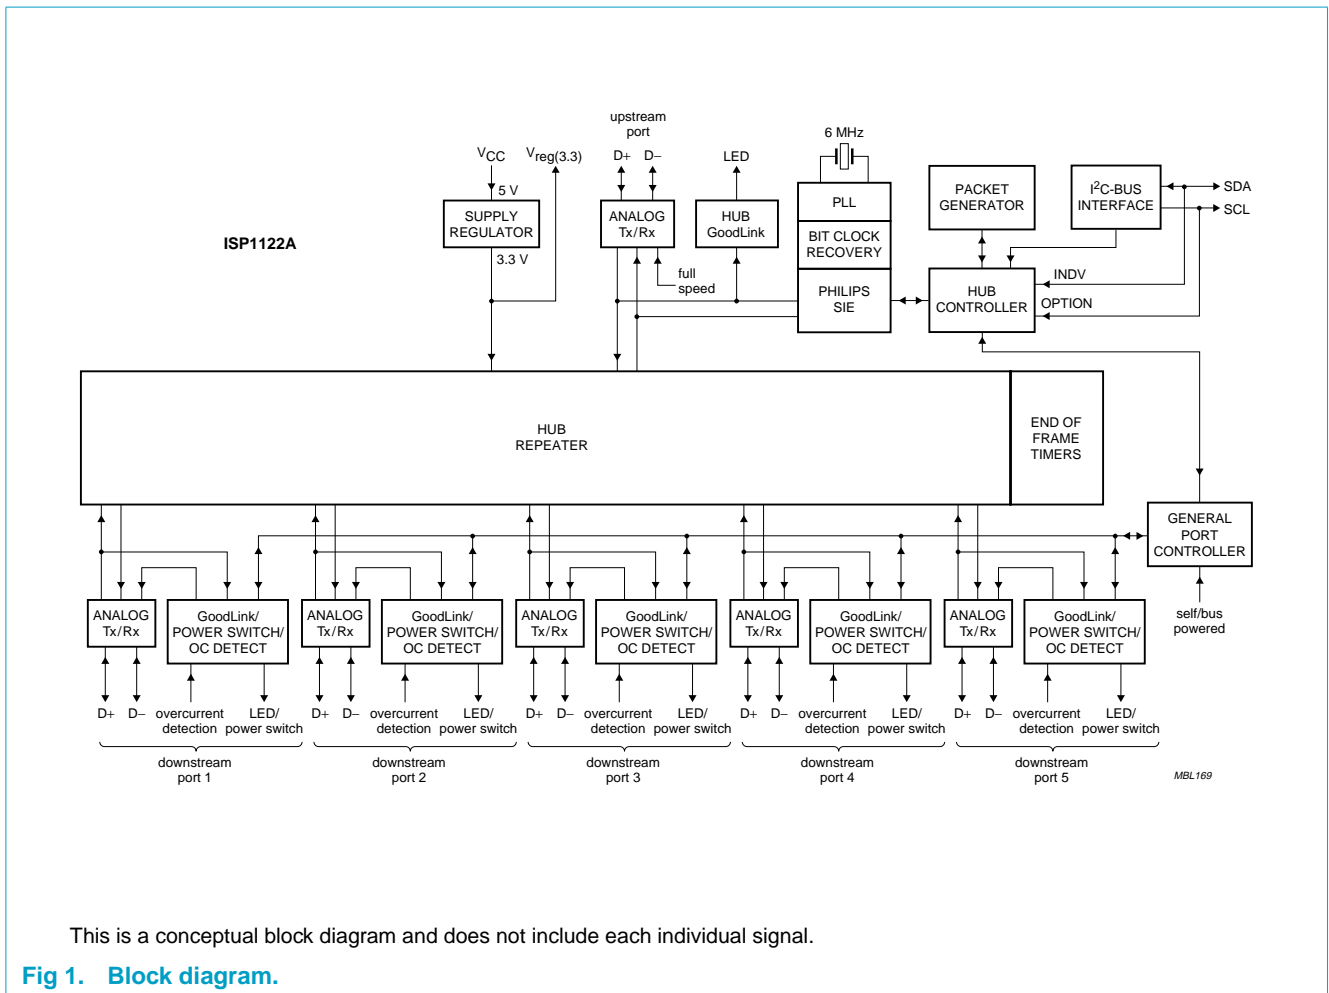 upstream
port
6 MHz
VCC
Vreg(3.3)
D+ D−
LED
5 V
SUPPLY
REGULATOR
3.3 V
ANALOG
Tx/Rx
HUB
GoodLink
full
speed
PLL
BIT CLOCK
RECOVERY
PHILIPS
SIE
PACKET
GENERATOR
I²C-BUS
INTERFACE
SDA
SCL
HUB
CONTROLLER
INDV
OPTION
ISP1122A
HUB
REPEATER
END OF
FRAME
TIMERS
GENERAL
PORT
CONTROLLER
self/bus
powered
ANALOG
Tx/Rx
GoodLink/
POWER SWITCH/
OC DETECT
D+ D−
overcurrent
detection
LED/
power switch
downstream
port 1
ANALOG
Tx/Rx
GoodLink/
POWER SWITCH/
OC DETECT
D+ D−
overcurrent
detection
LED/
power switch
downstream
port 2
ANALOG
Tx/Rx
GoodLink/
POWER SWITCH/
OC DETECT
D+ D−
overcurrent
detection
LED/
power switch
downstream
port 3
ANALOG
Tx/Rx
GoodLink/
POWER SWITCH/
OC DETECT
D+ D−
overcurrent
detection
LED/
power switch
downstream
port 4
ANALOG
Tx/Rx
GoodLink/
POWER SWITCH/
OC DETECT
D+ D−
overcurrent
detection
LED/
power switch
downstream
port 5
MBL169
This is a conceptual block diagram and does not include each individual signal.
Fig 1. Block diagram.